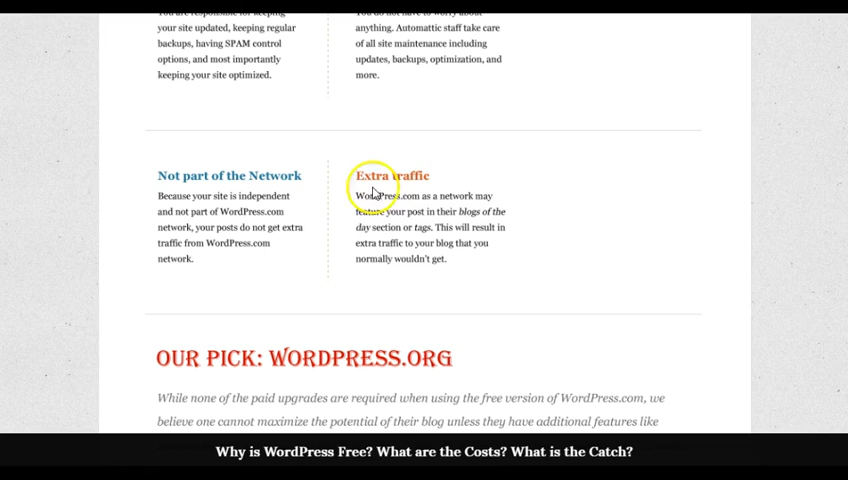 You are responsible for keeping
your site updated, keeping regular
backups, having SPAM control
options, and most importantly
keeping your site optimized.
You do not have to worry about
anything. Automattic staff take care
of all site maintenance including
updates, backups, optimization, and
more.
Not part of the Network
Because your site is independent
and not part of WordPress.com
network, your posts do not get extra
traffic from WordPress.com
network.
Extra traffic
WordPress.com as a network may
feature your post in their blogs of the
day section or tags. This will result in
extra traffic to your blog that you
normally wouldn't get.
OUR PICK: WORDPRESS.ORG
While none of the paid upgrades are required when using the free version of WordPress.com, we
believe one cannot maximize the potential of their blog unless they have additional features like
Why is WordPress Free? What are the Costs? What is the Catch?